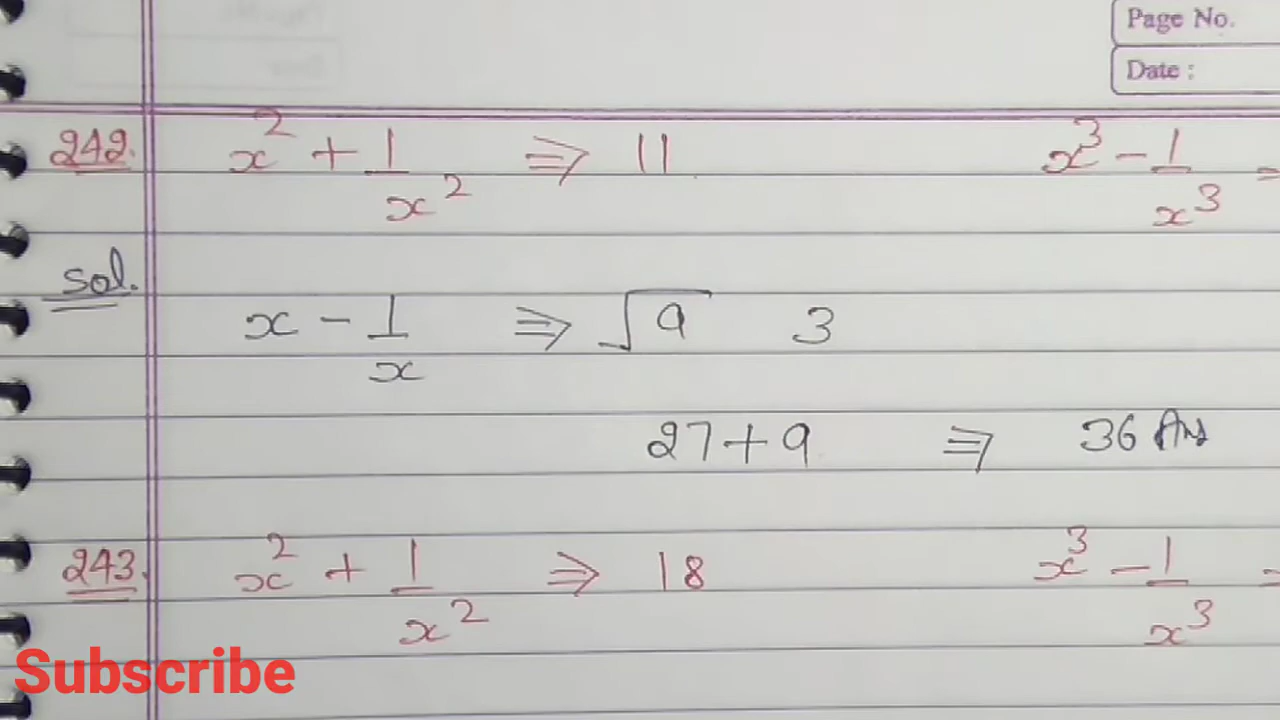 Page No.
Date :
242. x² + 1/x² ⇒ 11 x³ - 1/x³ =
Sol.
x - 1/x ⇒ √9 3
27+9 ⇒ 36 Ans
243. x² + 1/x² ⇒ 18 x³ - 1/x³ =
Subscribe